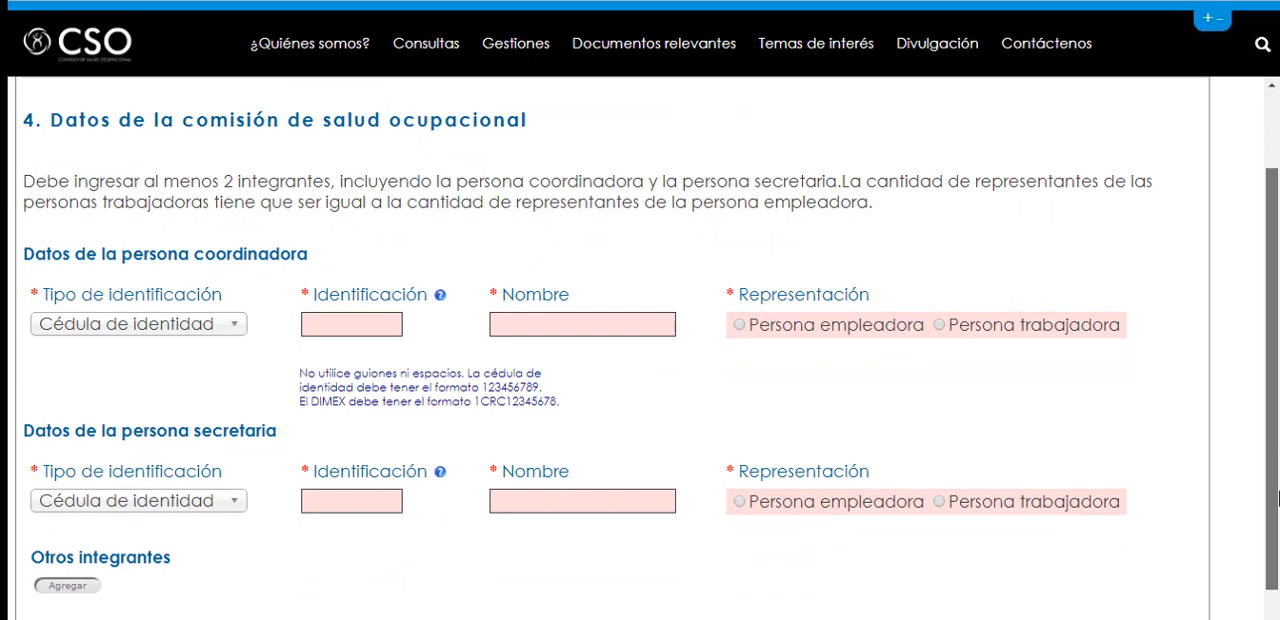 + -
CSO
CONSEJO DE SALUD OCUPACIONAL
¿Quiénes somos? Consultas Gestiones Documentos relevantes Temas de interés Divulgación Contáctenos
4. Datos de la comisión de salud ocupacional
Debe ingresar al menos 2 integrantes, incluyendo la persona coordinadora y la persona secretaria.La cantidad de representantes de las
personas trabajadoras tiene que ser igual a la cantidad de representantes de la persona empleadora.
Datos de la persona coordinadora
* Tipo de identificación * Identificación ? * Nombre * Representación
Cédula de identidad Persona empleadora Persona trabajadora
No utilice guiones ni espacios. La cédula de
identidad debe tener el formato 123456789.
El DIMEX debe tener el formato 1CRC12345678.
Datos de la persona secretaria
* Tipo de identificación * Identificación ? * Nombre * Representación
Cédula de identidad Persona empleadora Persona trabajadora
Otros integrantes
Agregar